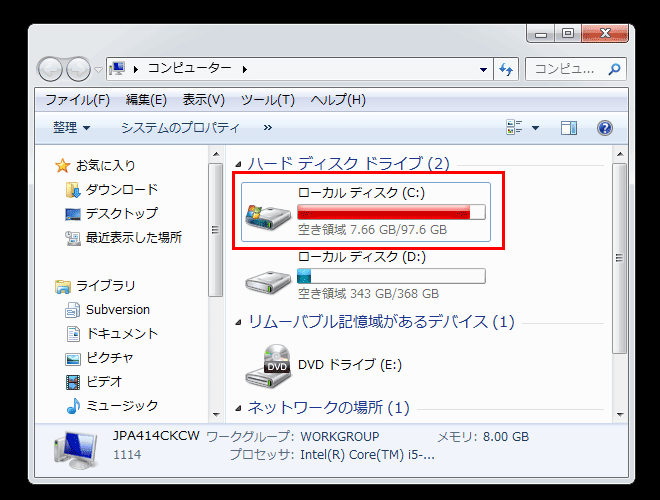 コンピューター
コンピュ...
ファイル(F) 編集(E) 表示(V) ツール(T) ヘルプ(H)
整理 システムのプロパティ »
お気に入り
ダウンロード
デスクトップ
最近表示した場所
ライブラリ
Subversion
ドキュメント
ピクチャ
ビデオ
ミュージック
ハード ディスク ドライブ (2)
ローカル ディスク (C:)
空き領域 7.66 GB/97.6 GB
ローカル ディスク (D:)
空き領域 343 GB/368 GB
リムーバブル記憶域があるデバイス (1)
DVD
DVD ドライブ (E:)
ネットワークの場所 (1)
JPA414CKCW ワークグループ: WORKGROUP メモリ: 8.00 GB
1114 プロセッサ: Intel(R) Core(TM) i5-...